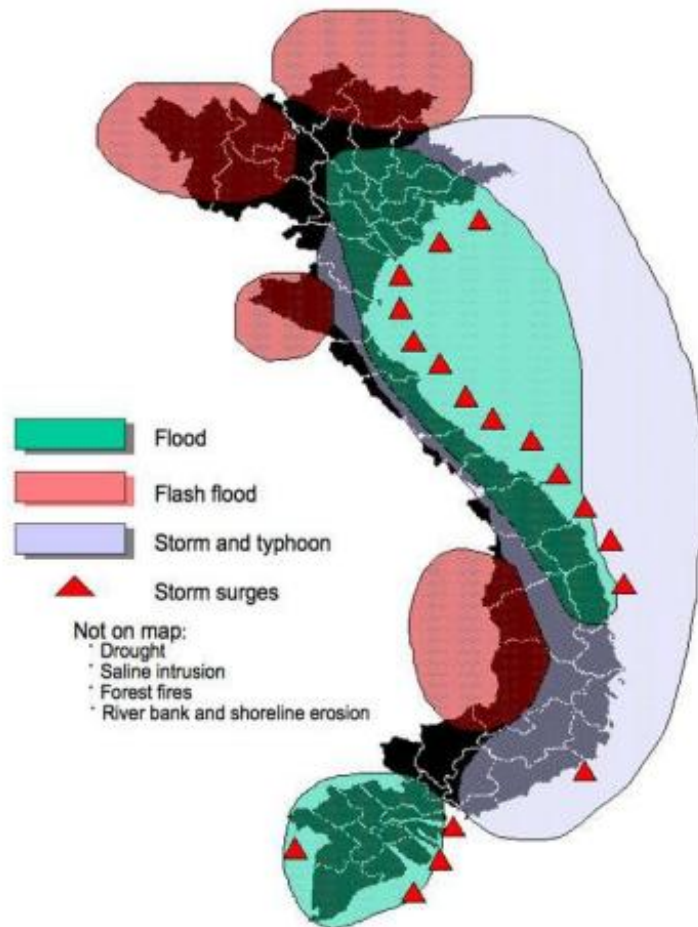 Flood
Flash flood
Storm and typhoon
Storm surges
Not on map:
* Drought
* Saline intrusion
* Forest fires
* River bank and shoreline erosion